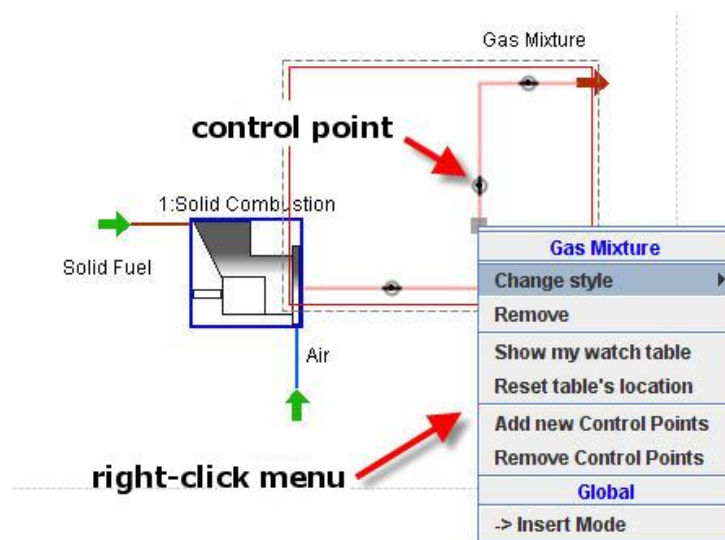 Gas Mixture
control point
1:Solid Combustion
Solid Fuel
Air
right-click menu
Gas Mixture
Change style
Remove
Show my watch table
Reset table's location
Add new Control Points
Remove Control Points
Global
-> Insert Mode